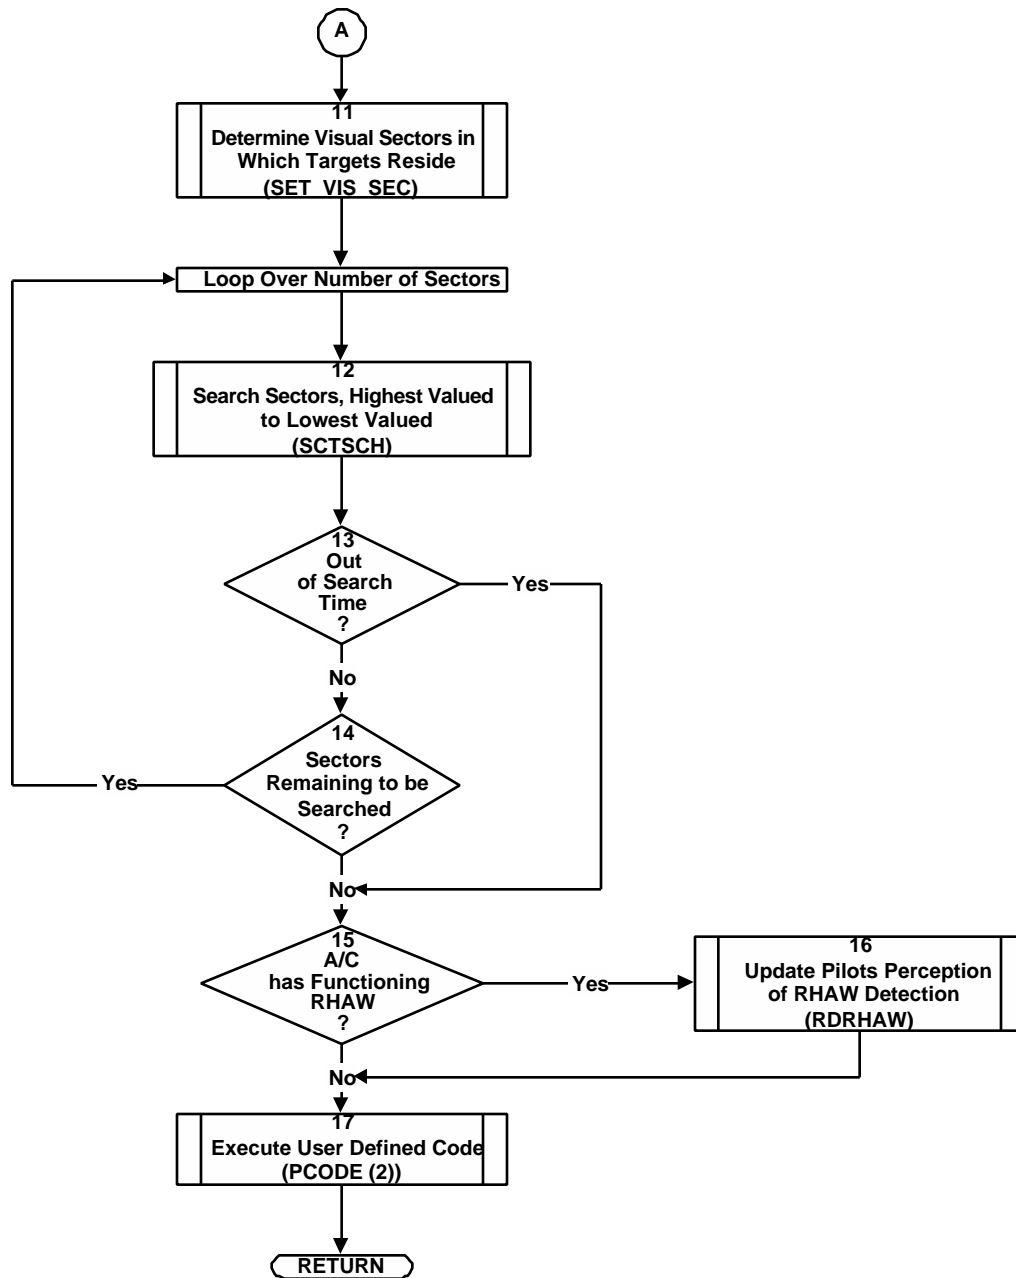 A
11
Determine Visual Sectors in
Which Targets Reside
(SET_VIS_SEC)
Loop Over Number of Sectors
12
Search Sectors, Highest Valued
to Lowest Valued
(SCTSCH)
13
Out
of Search
Time
?
Yes
No
14
Sectors
Remaining to be
Searched
?
Yes
No
15
A/C
has Functioning
RHAW
?
Yes
16
Update Pilots Perception
of RHAW Detection
(RDRHAW)
No
17
Execute User Defined Code
(PCODE (2))
RETURN